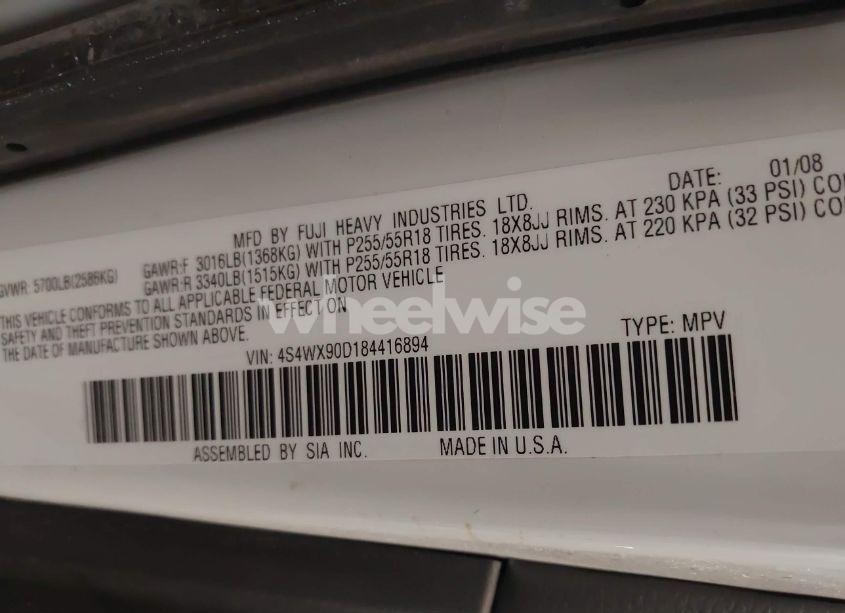 MFD BY FUJI HEAVY INDUSTRIES LTD. DATE: 01/08
GVWR: 5700LB(2586KG) GAWR:F 3016LB(1368KG) WITH P255/55R18 TIRES. 18X8JJ RIMS. AT 230 KPA (33 PSI) COL
GAWR:R 3340LB(1515KG) WITH P255/55R18 TIRES. 18X8JJ RIMS. AT 220 KPA (32 PSI) COL
THIS VEHICLE CONFORMS TO ALL APPLICABLE FEDERAL MOTOR VEHICLE
SAFETY AND THEFT PREVENTION STANDARDS IN EFFECT ON
THE DATE OF MANUFACTURE SHOWN ABOVE.
wheelwise
VIN: 4S4WX90D184416894 TYPE: MPV
ASSEMBLED BY SIA INC. MADE IN U.S.A.